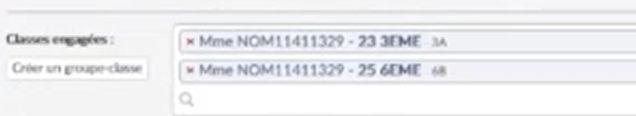 Classes engagées :
× Mme NOM11411329 - 23 3EME 3A
Créer un groupe-classe
× Mme NOM11411329 - 25 6EME 6B